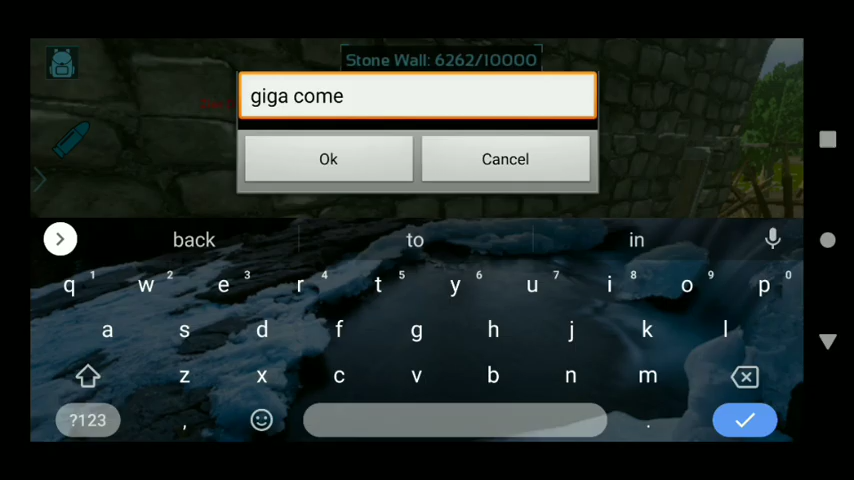 Stone Wall: 6262/10000
giga come
Ok Cancel
back to in
q 1 w 2 e 3 r 4 t 5 y 6 u 7 i 8 o 9 p 0
a s d f g h j k l
z x c v b n m
?123 , .